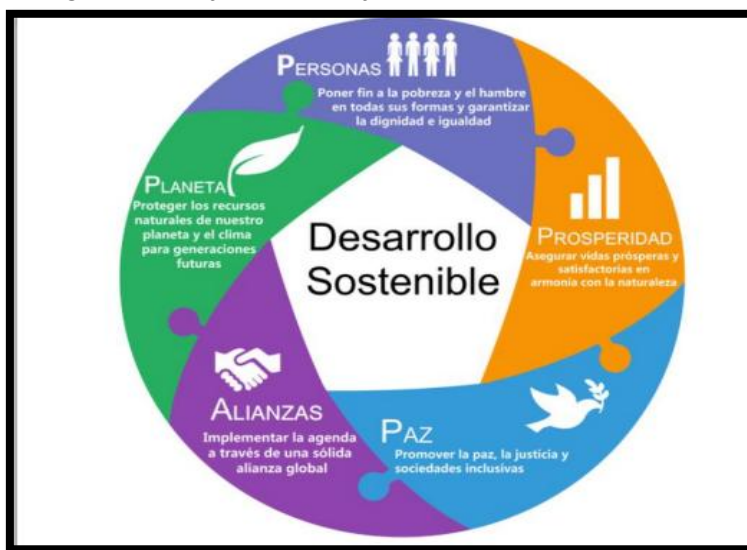 PERSONAS
Poner fin a la pobreza y el hambre
en todas sus formas y garantizar
la dignidad e igualdad
PROSPERIDAD
Asegurar vidas prósperas y
satisfactorias en
armonía con la naturaleza
PAZ
Promover la paz, la justicia y
sociedades inclusivas
ALIANZAS
Implementar la agenda
a través de una sólida
alianza global
PLANETA
Proteger los recursos
naturales de nuestro
planeta y el clima
para generaciones
futuras
Desarrollo
Sostenible